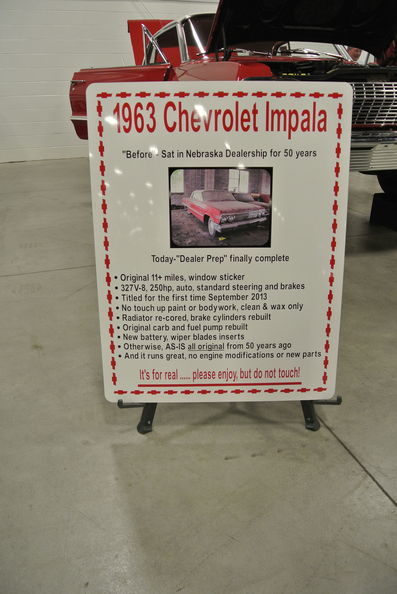 1963 Chevrolet Impala
"Before - Sat in Nebraska Dealership for 50 years
Today-"Dealer Prep" finally complete
• Original 11+ miles, window sticker
• 327V-8, 250hp, auto, standard steering and brakes
• Titled for the first time September 2013
• No touch up paint or bodywork, clean & wax only
• Radiator re-cored, brake cylinders rebuilt
• Original carb and fuel pump rebuilt
• New battery, wiper blades inserts
• Otherwise, AS-IS all original from 50 years ago
• And it runs great, no engine modifications or new parts
It's for real ..... please enjoy, but do not touch!